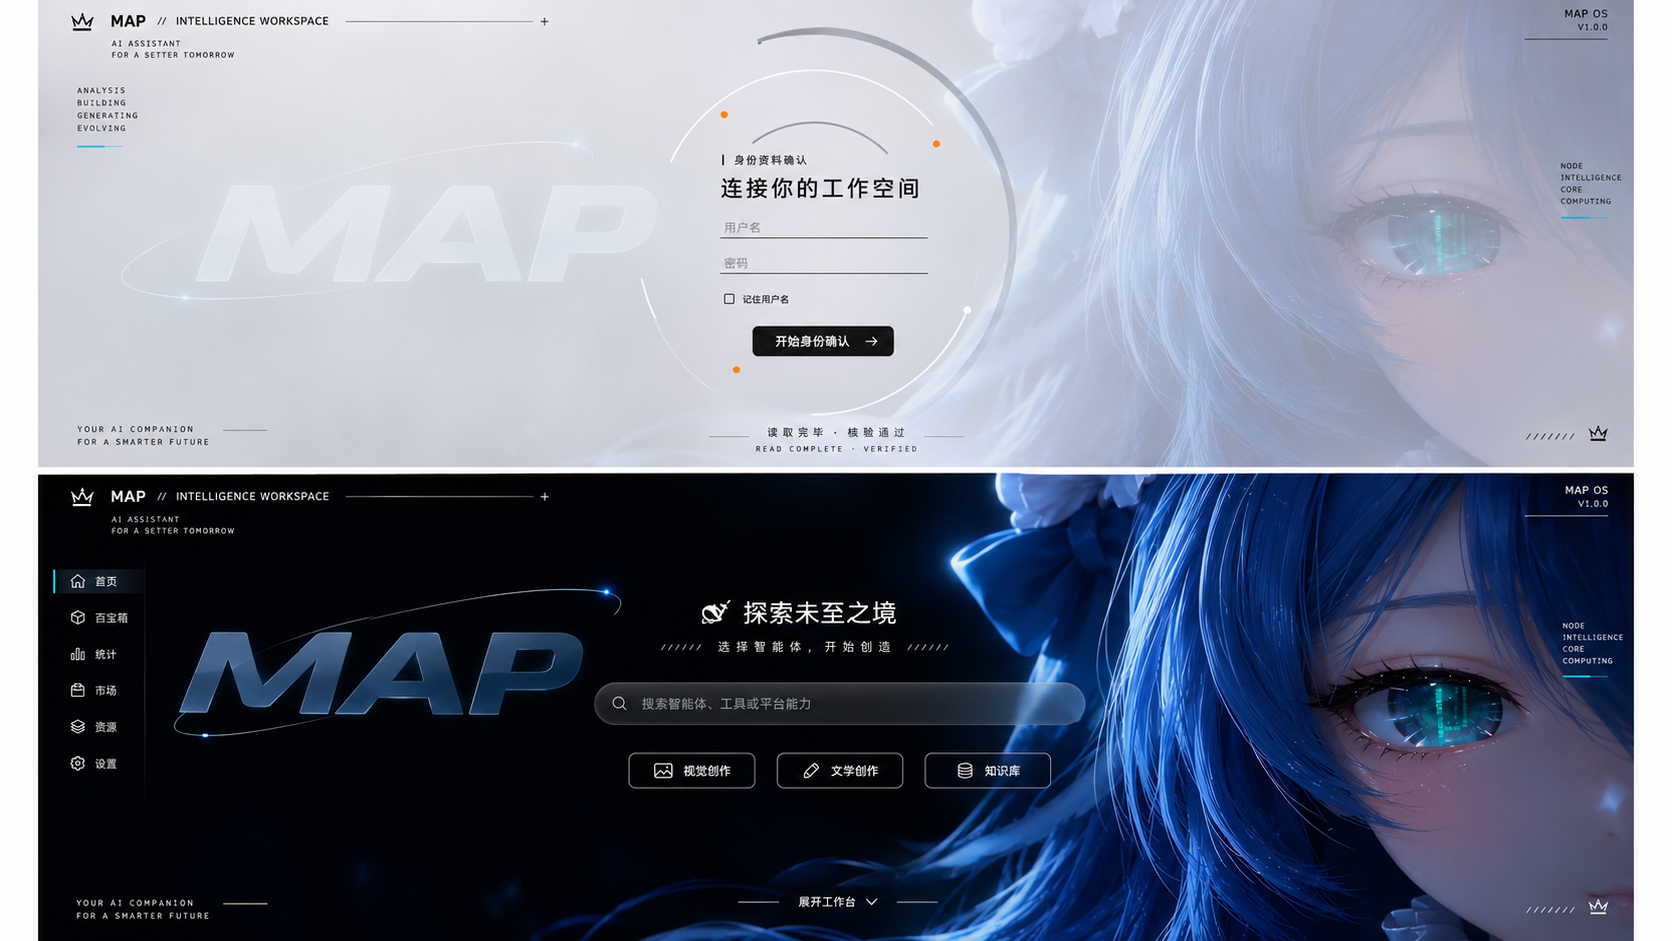 MAP // INTELLIGENCE WORKSPACE
AI ASSISTANT
FOR A SETTER TOMORROW
MAP OS
V1.0.0
ANALYSIS
BUILDING
GENERATING
EVOLVING
MAP
身份资料确认
连接你的工作空间
用户名
密码
记住用户名
开始身份确认
NODE
INTELLIGENCE
CORE
COMPUTING
YOUR AI COMPANION
FOR A SMARTER FUTURE
读取完毕 · 核验通过
READ COMPLETE · VERIFIED
MAP // INTELLIGENCE WORKSPACE
AI ASSISTANT
FOR A SETTER TOMORROW
MAP OS
V1.0.0
首页
百宝箱
统计
市场
资源
设置
MAP
探索未至之境
选择智能体，开始创造
搜索智能体、工具或平台能力
视觉创作
文学创作
知识库
NODE
INTELLIGENCE
CORE
COMPUTING
YOUR AI COMPANION
FOR A SMARTER FUTURE
展开工作台